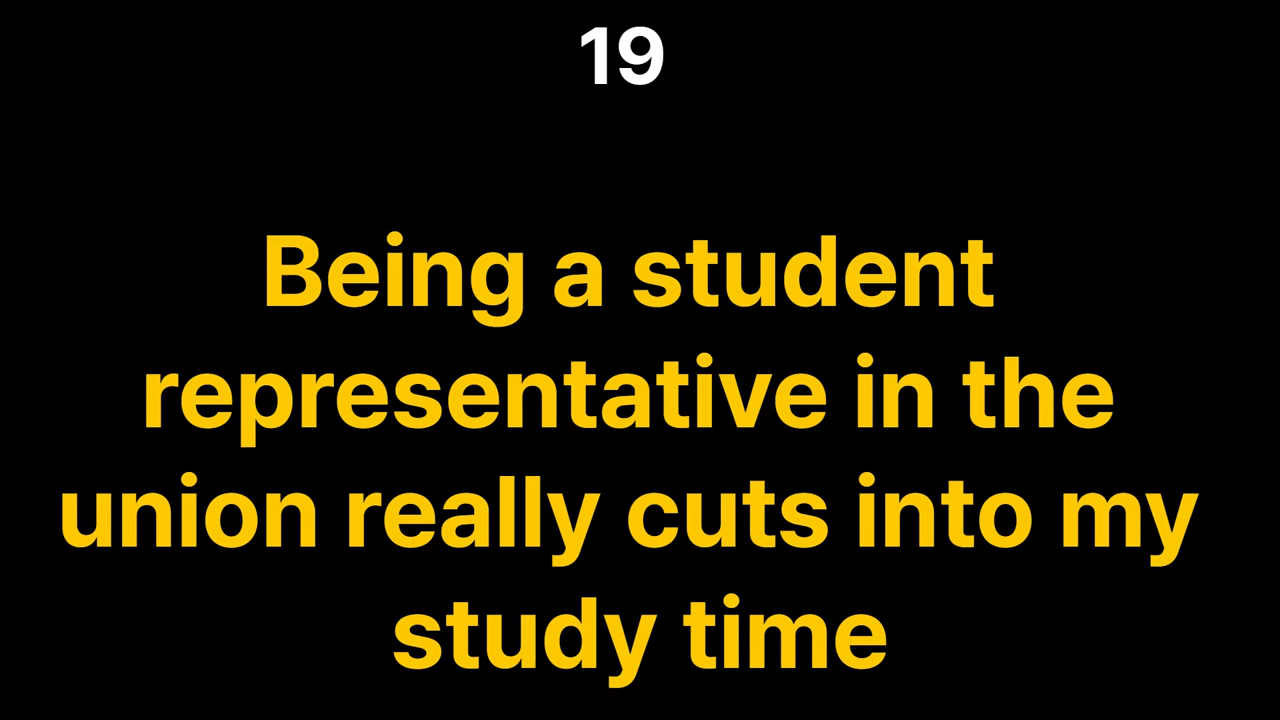 19
Being a student
representative in the
union really cuts into my
study time